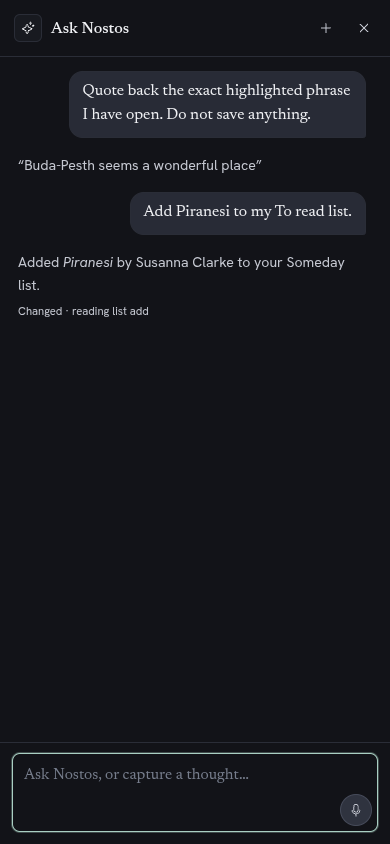 Ask Nostos
Quote back the exact highlighted phrase
I have open. Do not save anything.
“Buda-Pesth seems a wonderful place”
Add Piranesi to my To read list.
Added Piranesi by Susanna Clarke to your Someday
list.
Changed · reading list add
Ask Nostos, or capture a thought…